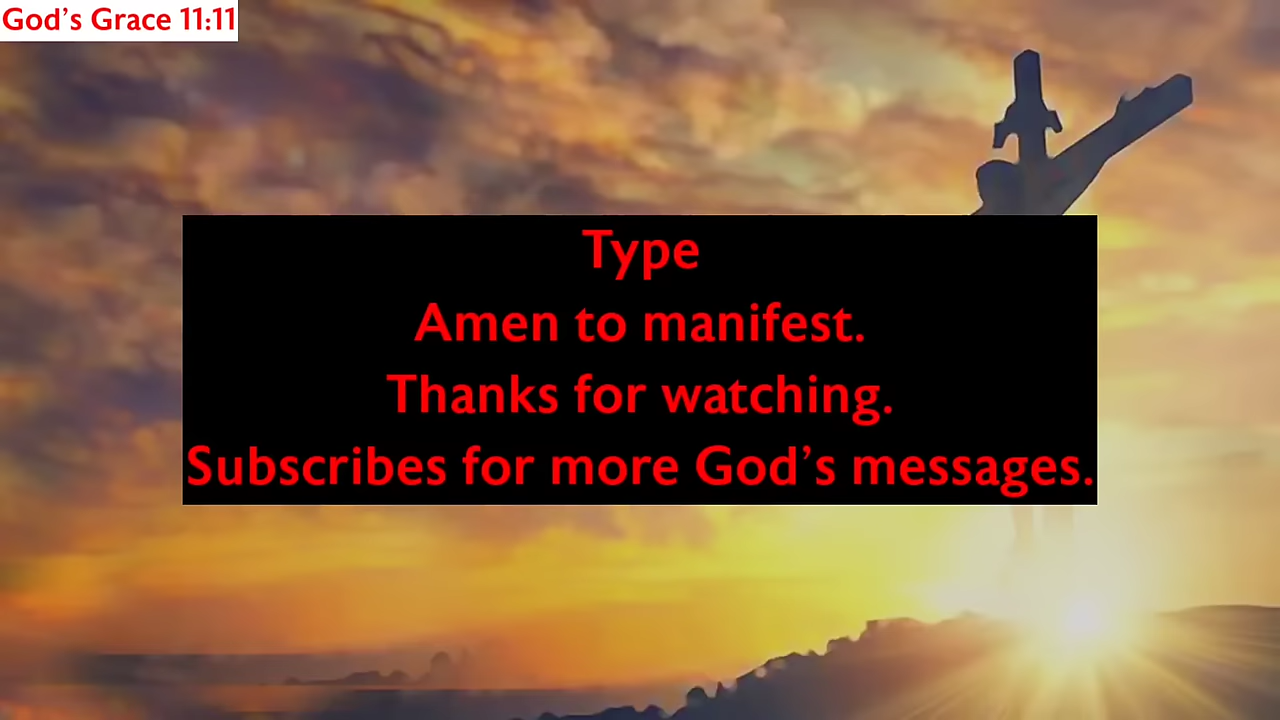 God’s Grace 11:11
Type
Amen to manifest.
Thanks for watching.
Subscribes for more God’s messages.